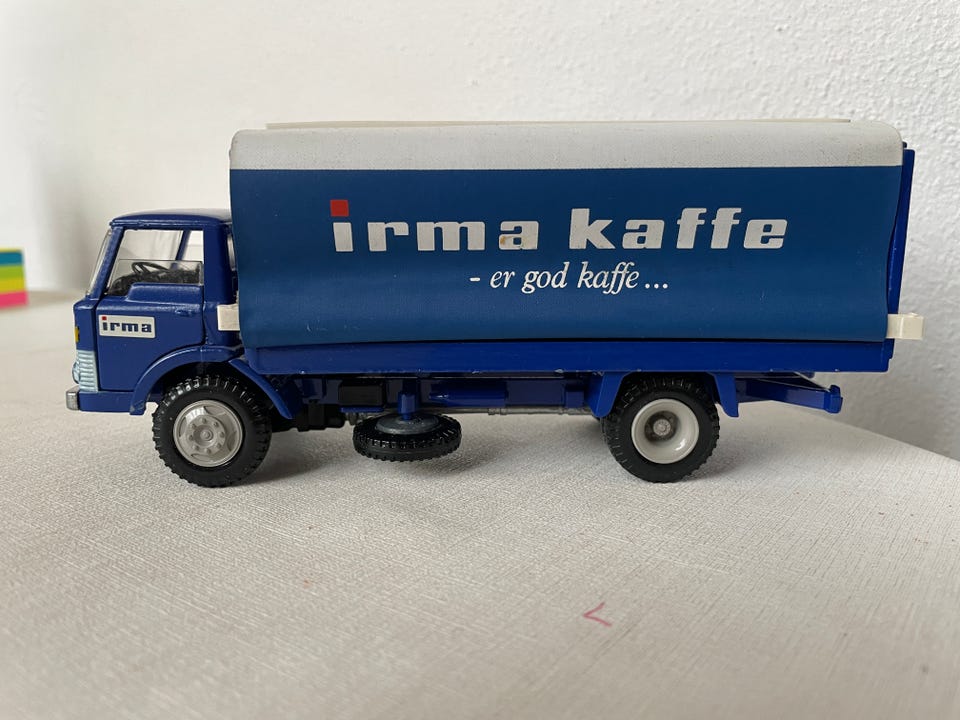 irma kaffe
- er god kaffe...
irma